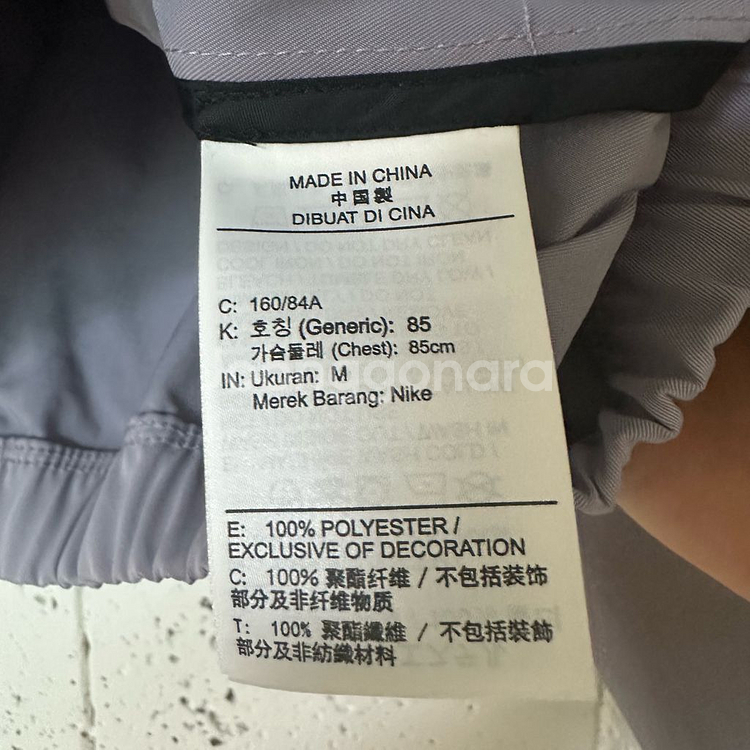 MADE IN CHINA
中国製
DIBUAT DI CINA
C: 160/84A
K: 호칭 (Generic): 85
가슴둘레 (Chest): 85cm
IN: Ukuran: M
Merek Barang: Nike
E: 100% POLYESTER /
EXCLUSIVE OF DECORATION
C: 100% 聚酯纤维 / 不包括装饰
部分及非纤维物质
T: 100% 聚酯纖維 / 不包括裝飾
部分及非紡織材料